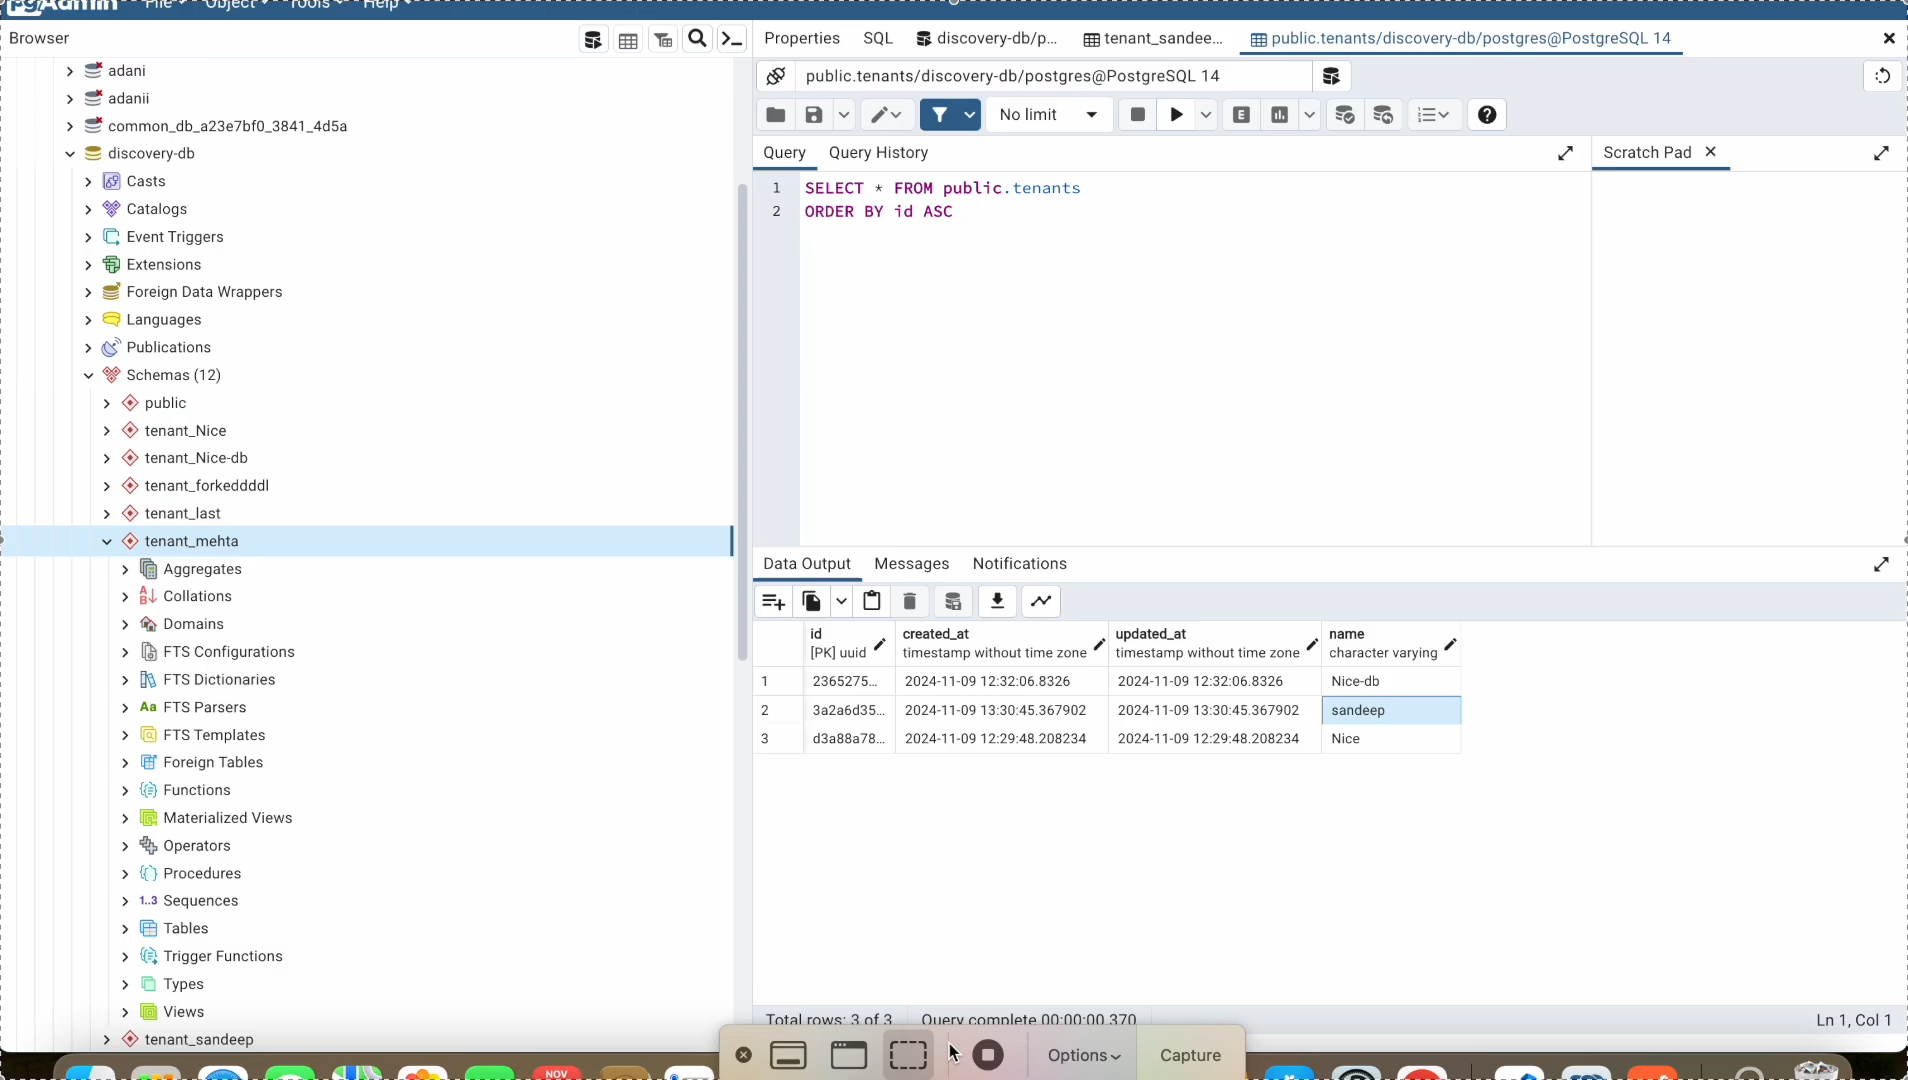 pgAdmin File Object Tools Help
Browser
Properties SQL discovery-db/p... tenant_sandee... public.tenants/discovery-db/postgres@PostgreSQL 14
adani
adanii
common_db_a23e7bf0_3841_4d5a
discovery-db
Casts
Catalogs
Event Triggers
Extensions
Foreign Data Wrappers
Languages
Publications
Schemas (12)
public
tenant_Nice
tenant_Nice-db
tenant_forkeddddl
tenant_last
tenant_mehta
Aggregates
Collations
Domains
FTS Configurations
FTS Dictionaries
Aa FTS Parsers
FTS Templates
Foreign Tables
Functions
Materialized Views
Operators
Procedures
1..3 Sequences
Tables
Trigger Functions
Types
Views
tenant_sandeep
public.tenants/discovery-db/postgres@PostgreSQL 14
No limit
E
Query Query History
Scratch Pad
1 SELECT * FROM public.tenants
2 ORDER BY id ASC
Data Output Messages Notifications
id created_at updated_at name
[PK] uuid timestamp without time zone timestamp without time zone character varying
1 2365275... 2024-11-09 12:32:06.8326 2024-11-09 12:32:06.8326 Nice-db
2 3a2a6d35... 2024-11-09 13:30:45.367902 2024-11-09 13:30:45.367902 sandeep
3 d3a88a78... 2024-11-09 12:29:48.208234 2024-11-09 12:29:48.208234 Nice
Total rows: 3 of 3 Query complete 00:00:00.370 Ln 1, Col 1
Options Capture
NOV